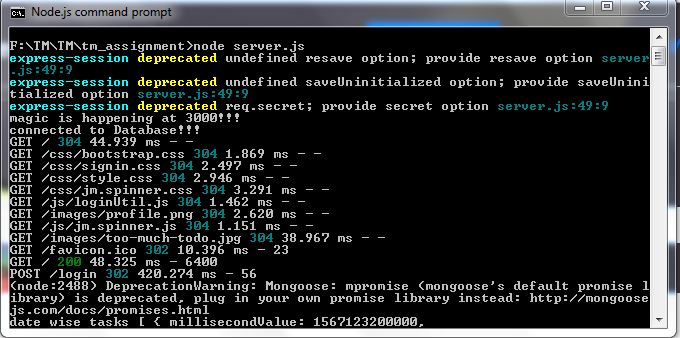 Node.js command prompt
F:\TM\TM\tm_assignment>node server.js
express-session deprecated undefined resave option; provide resave option server
.js:49:9
express-session deprecated undefined saveUninitialized option; provide saveUnini
tialized option server.js:49:9
express-session deprecated req.secret; provide secret option server.js:49:9
magic is happening at 3000!!!
connected to Database!!!
GET / 304 44.939 ms - -
GET /css/bootstrap.css 304 1.869 ms - -
GET /css/signin.css 304 2.497 ms - -
GET /css/style.css 304 2.946 ms - -
GET /css/jm.spinner.css 304 3.291 ms - -
GET /js/loginUtil.js 304 1.462 ms - -
GET /images/profile.png 304 2.620 ms - -
GET /js/jm.spinner.js 304 1.151 ms - -
GET /images/too-much-todo.jpg 304 38.967 ms - -
GET /favicon.ico 302 10.396 ms - 23
GET / 200 48.325 ms - 6400
POST /login 302 420.274 ms - 56
(node:2488) DeprecationWarning: Mongoose: mpromise (mongoose's default promise l
ibrary) is deprecated, plug in your own promise library instead: http://mongoose
js.com/docs/promises.html
date wise tasks [ { millisecondValue: 1567123200000,